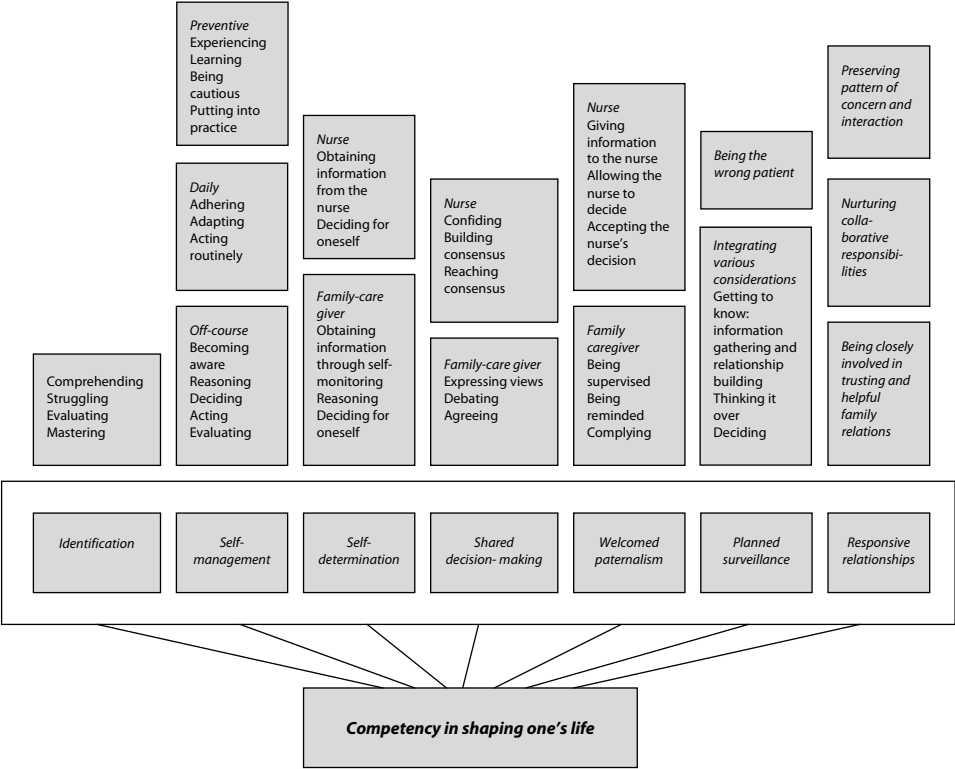 Preventive
Experiencing
Learning
Being
cautious
Putting into
practice
Daily
Adhering
Adapting
Acting
routinely
Off-course
Becoming
aware
Reasoning
Deciding
Acting
Evaluating
Comprehending
Struggling
Evaluating
Mastering
Nurse
Obtaining
information
from the
nurse
Deciding for
oneself
Family-care
giver
Obtaining
information
through self-
monitoring
Reasoning
Deciding for
oneself
Nurse
Confiding
Building
consensus
Reaching
consensus
Family-care giver
Expressing views
Debating
Agreeing
Nurse
Giving
information
to the nurse
Allowing the
nurse to
decide
Accepting the
nurse's
decision
Family
caregiver
Being
supervised
Being
reminded
Complying
Being the
wrong patient
Integrating
various
considerations
Getting to
know:
information
gathering and
relationship
building
Thinking it
over
Deciding
Preserving
pattern of
concern and
interaction
Nurturing
colla-
borative
responsibi-
lities
Being closely
involved in
trusting and
helpful
family
relations
Identification
Self-
management
Self-
determination
Shared
decision- making
Welcomed
paternalism
Planned
surveillance
Responsive
relationships
Competency in shaping one's life